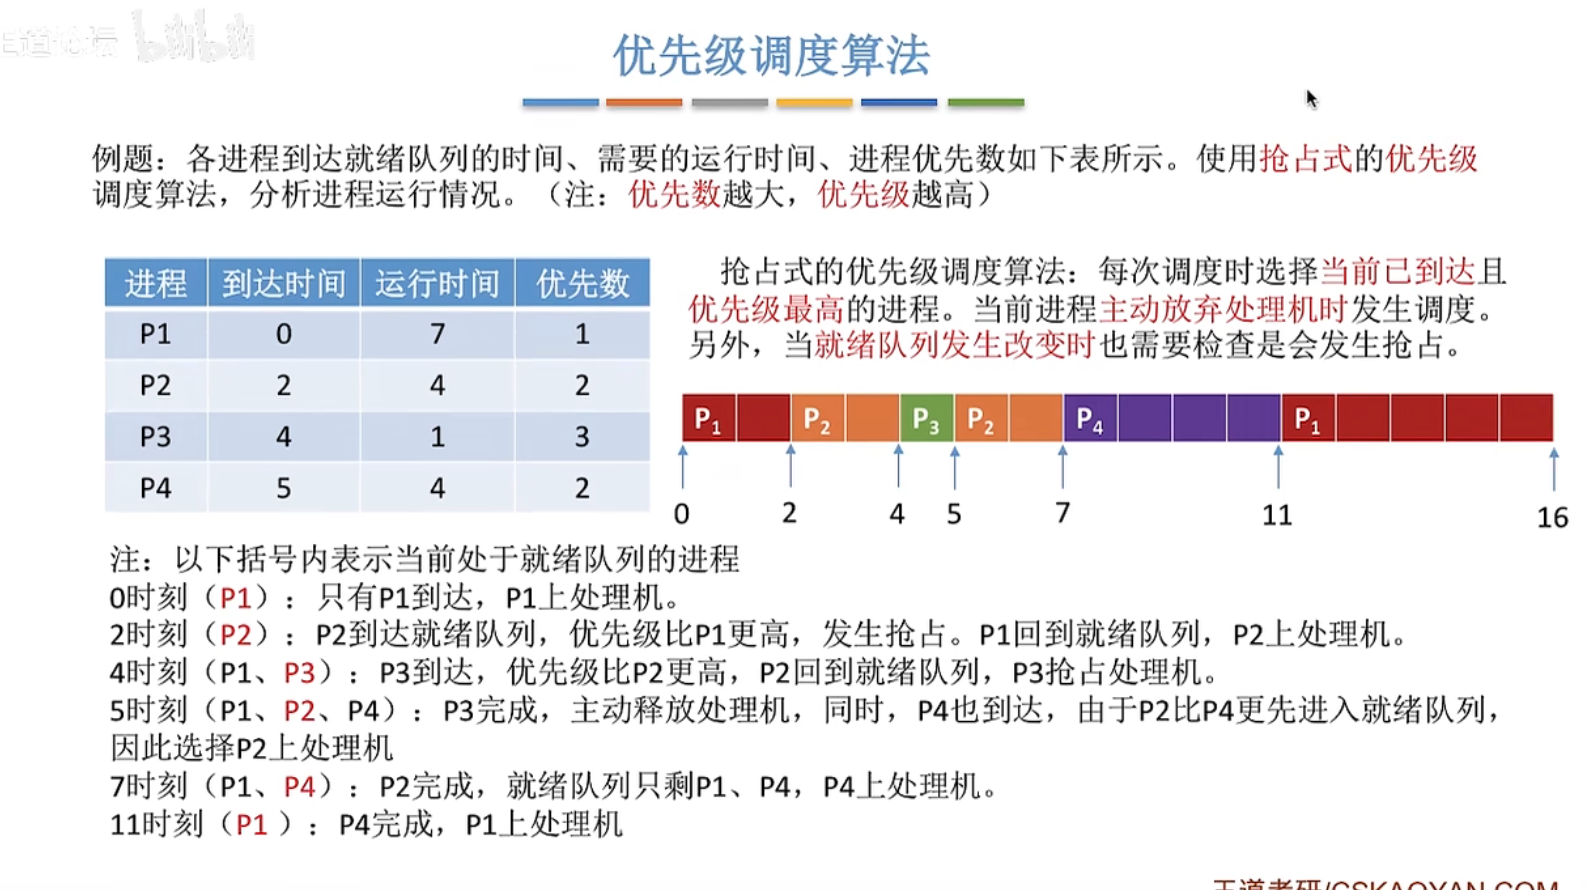 王道论坛 bilibili
优先级调度算法
例题：各进程到达就绪队列的时间、需要的运行时间、进程优先数如下表所示。使用抢占式的优先级
调度算法，分析进程运行情况。（注：优先数越大，优先级越高）
进程 到达时间 运行时间 优先数
P1 0 7 1
P2 2 4 2
P3 4 1 3
P4 5 4 2
抢占式的优先级调度算法：每次调度时选择当前已到达且
优先级最高的进程。当前进程主动放弃处理机时发生调度。
另外，当就绪队列发生改变时也需要检查是会发生抢占。
P1 P2 P3 P2 P4 P1
0 2 4 5 7 11 16
注：以下括号内表示当前处于就绪队列的进程
0时刻（P1）：只有P1到达，P1上处理机。
2时刻（P2）：P2到达就绪队列，优先级比P1更高，发生抢占。P1回到就绪队列，P2上处理机。
4时刻（P1、P3）：P3到达，优先级比P2更高，P2回到就绪队列，P3抢占处理机。
5时刻（P1、P2、P4）：P3完成，主动释放处理机，同时，P4也到达，由于P2比P4更先进入就绪队列，
因此选择P2上处理机
7时刻（P1、P4）：P2完成，就绪队列只剩P1、P4，P4上处理机。
11时刻（P1 ）：P4完成，P1上处理机
王道考研/CSKAOYAN.COM